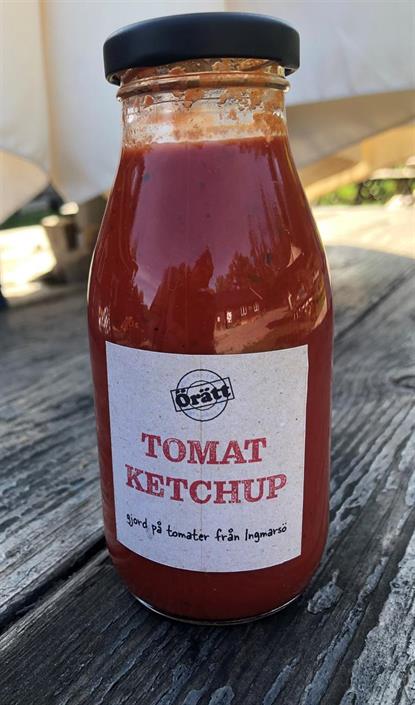 Örätt
TOMAT
KETCHUP
gjord på tomater från Ingmarsö